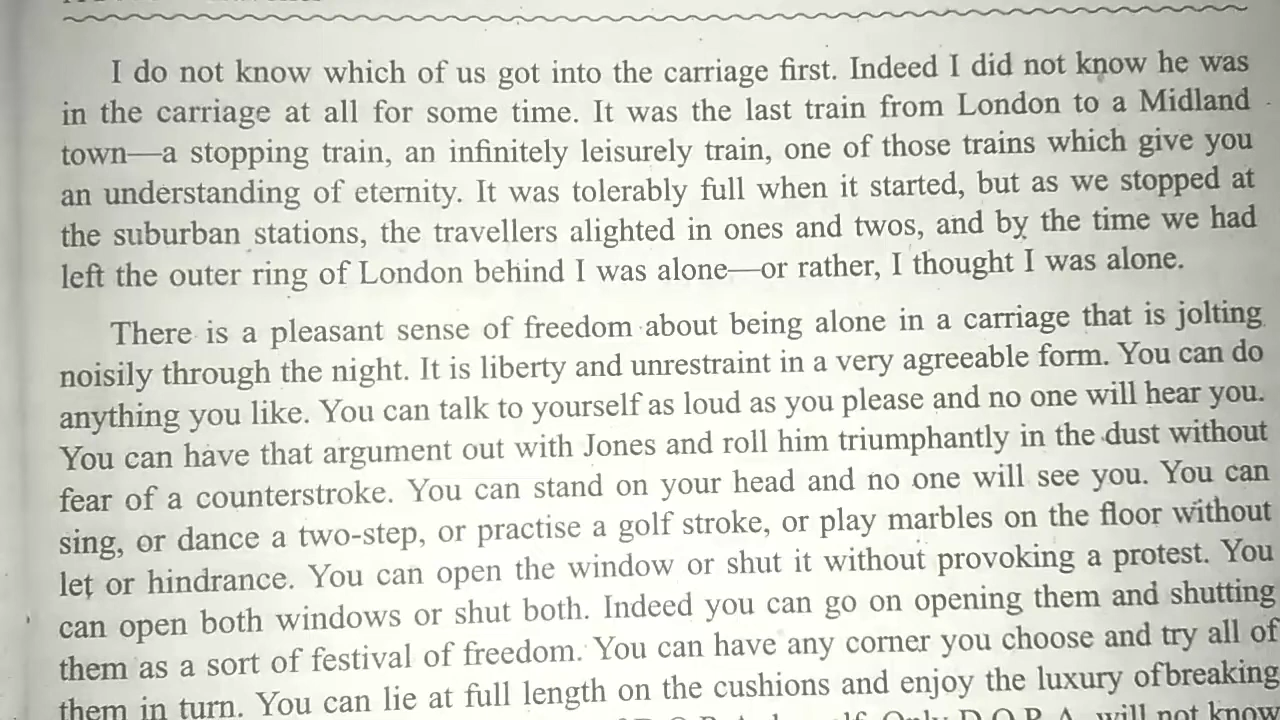 I do not know which of us got into the carriage first. Indeed I did not know he was
in the carriage at all for some time. It was the last train from London to a Midland
town—a stopping train, an infinitely leisurely train, one of those trains which give you
an understanding of eternity. It was tolerably full when it started, but as we stopped at
the suburban stations, the travellers alighted in ones and twos, and by the time we had
left the outer ring of London behind I was alone—or rather, I thought I was alone.
There is a pleasant sense of freedom about being alone in a carriage that is jolting
noisily through the night. It is liberty and unrestraint in a very agreeable form. You can do
anything you like. You can talk to yourself as loud as you please and no one will hear you.
You can have that argument out with Jones and roll him triumphantly in the dust without
fear of a counterstroke. You can stand on your head and no one will see you. You can
sing, or dance a two-step, or practise a golf stroke, or play marbles on the floor without
let or hindrance. You can open the window or shut it without provoking a protest. You
can open both windows or shut both. Indeed you can go on opening them and shutting
them as a sort of festival of freedom. You can have any corner you choose and try all of
them in turn. You can lie at full length on the cushions and enjoy the luxury of breaking
Only D.O.R.A. will not know